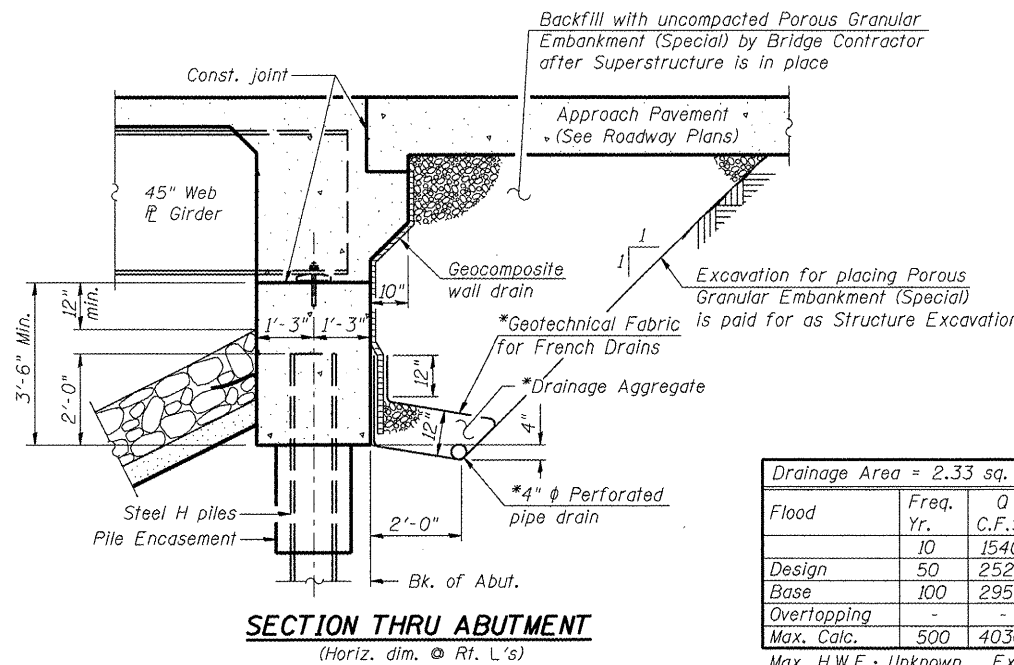 Backfill with uncompacted Porous Granular
Embankment (Special) by Bridge Contractor
after Superstructure is in place
Const. joint
Approach Pavement
(See Roadway Plans)
45" Web
PL Girder
1
1
Geocomposite
wall drain
Excavation for placing Porous
Granular Embankment (Special)
is paid for as Structure Excavation
12"
min.
10"
3'-6" Min.
1'-3"
1'-3"
*Geotechnical Fabric
for French Drains
2'-0"
12"
*Drainage Aggregate
12"
4"
*4" ϕ Perforated
pipe drain
Steel H piles
2'-0"
Pile Encasement
Bk. of Abut.
SECTION THRU ABUTMENT
(Horiz. dim. @ Rt. L's)
Drainage Area = 2.33 sq.
Flood Freq. Yr. Q C.F.S
10 1540
Design 50 252
Base 100 295
Overtopping - -
Max. Calc. 500 4030
Max. H.W.E. Unknown Ex